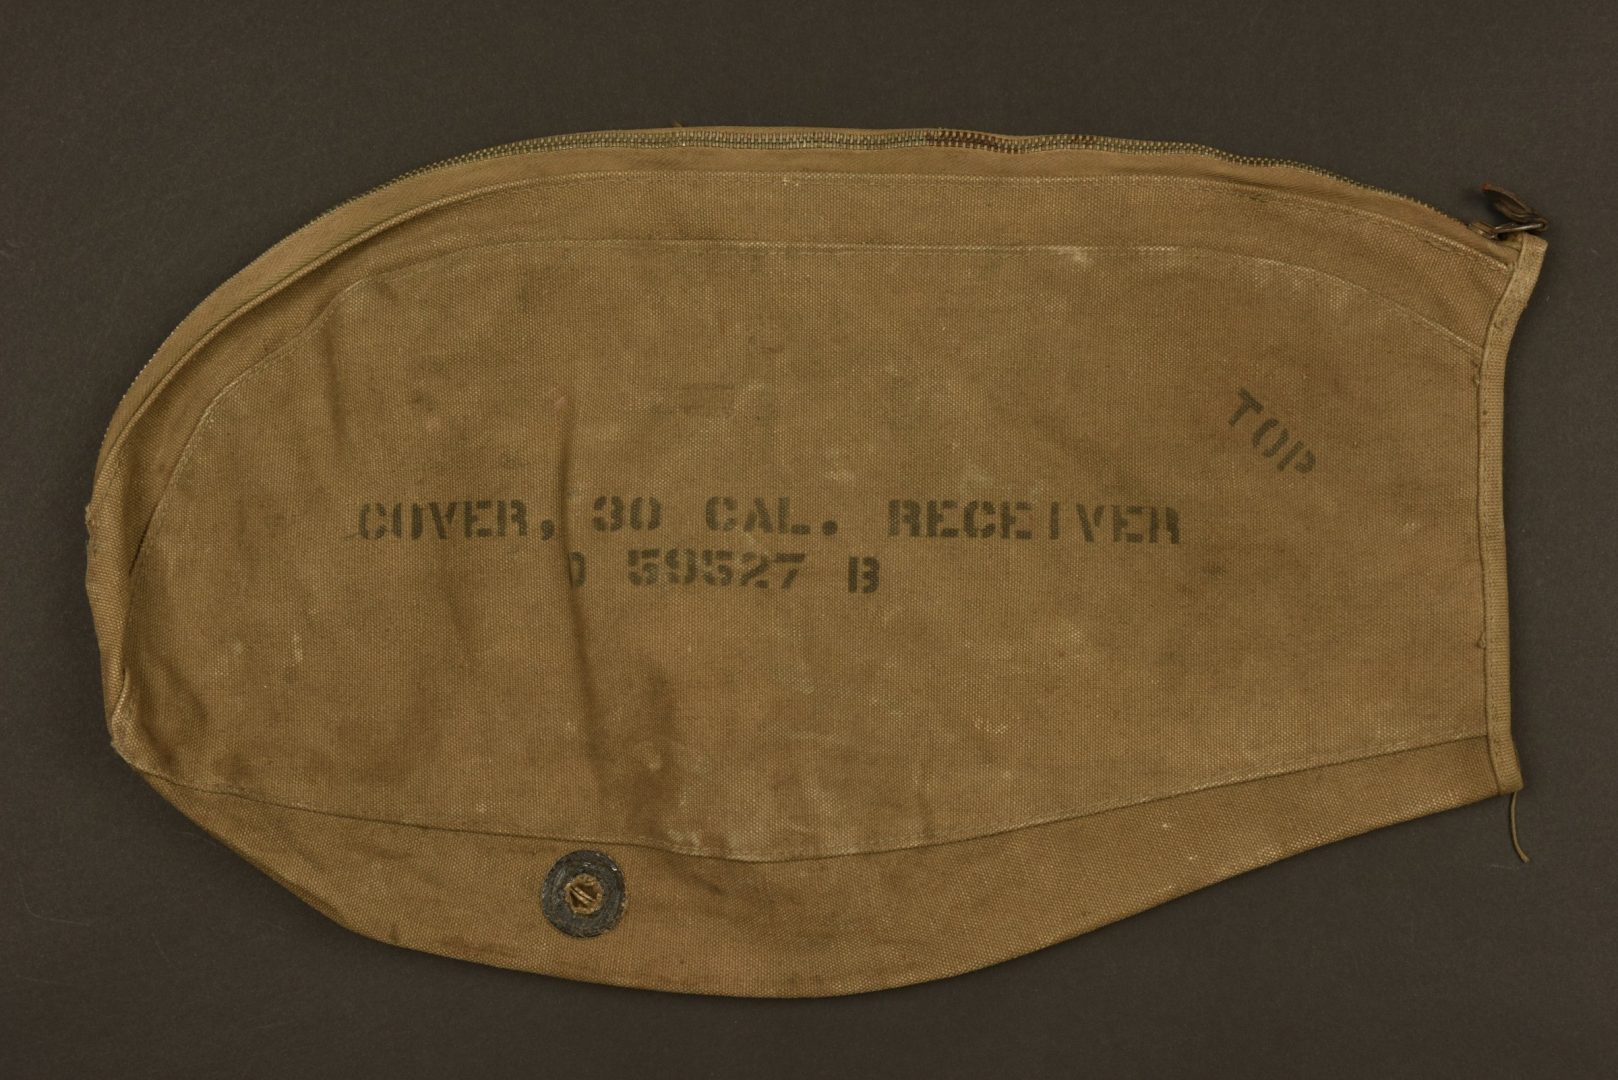 TOP
COVER, 30 CAL. RECEIVER
D 59527 B